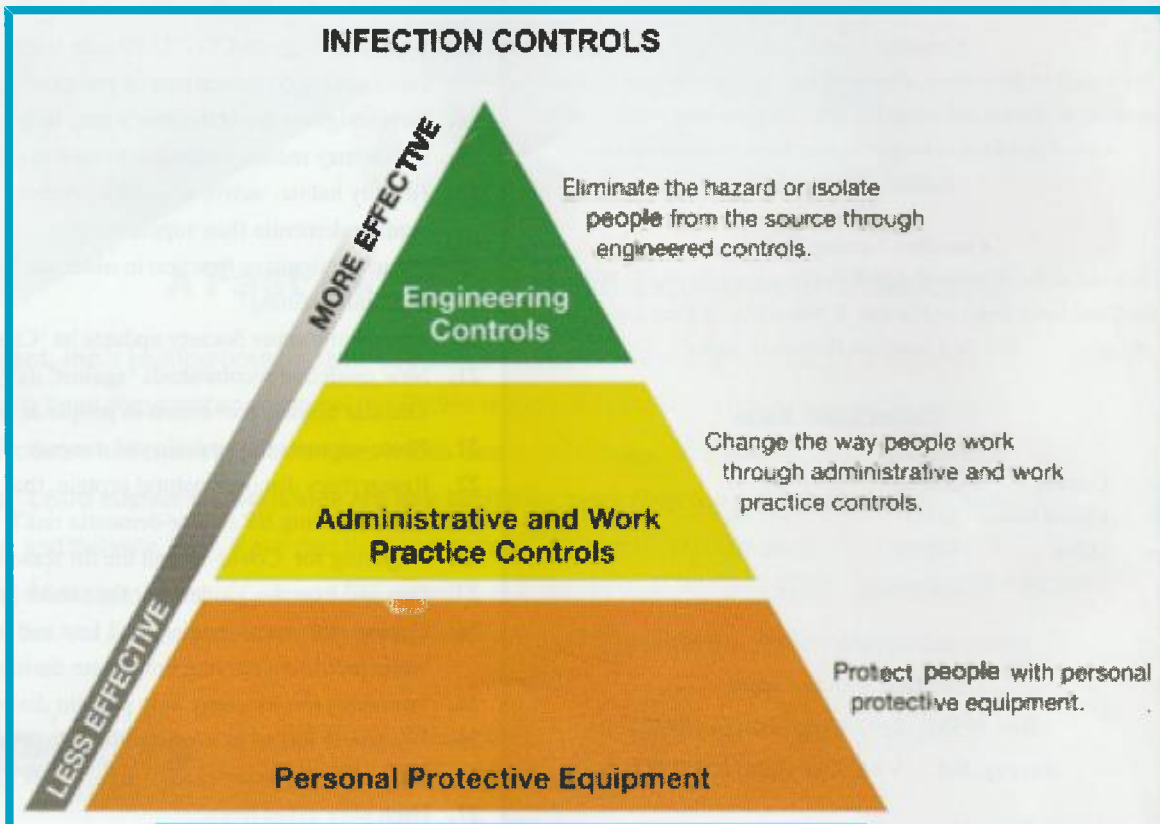 INFECTION CONTROLS
MORE EFFECTIVE
Eliminate the hazard or isolate
people from the source through
engineered controls.
Engineering
Controls
Change the way people work
through administrative and work
practice controls.
Administrative and Work
Practice Controls
LESS EFFECTIVE
Protect people with personal
protective equipment.
Personal Protective Equipment